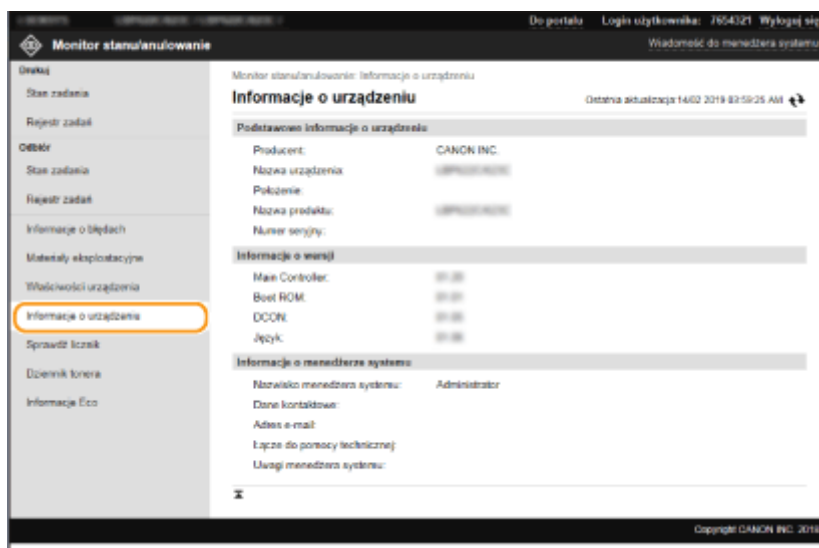 Do portalu Login użytkownika: 7654321 Wyloguj się
Monitor stanu/anulowanie Wiadomość do menedżera systemu
Drukuj
Stan zadania
Rejestr zadań
Odbiór
Stan zadania
Rejestr zadań
Informacje o błędach
Materiały eksploatacyjne
Właściwości urządzenia
Informacje o urządzeniu
Sprawdź licznik
Dziennik tonera
Informacje Eco
Monitor stanu/anulowanie: Informacje o urządzeniu
Informacje o urządzeniu Ostatnia aktualizacja:14/02 2019 03:59:25 AM
Podstawowe informacje o urządzeniu
Producent: CANON INC.
Nazwa urządzenia:
Położenie:
Nazwa produktu:
Numer seryjny:
Informacje o wersji
Main Controller:
Boot ROM:
DCON:
Język:
Informacje o menedżerze systemu
Nazwisko menedżera systemu: Administrator
Dane kontaktowe:
Adres e-mail:
Łącze do pomocy technicznej:
Uwagi menedżera systemu:
Copyright CANON INC. 2019